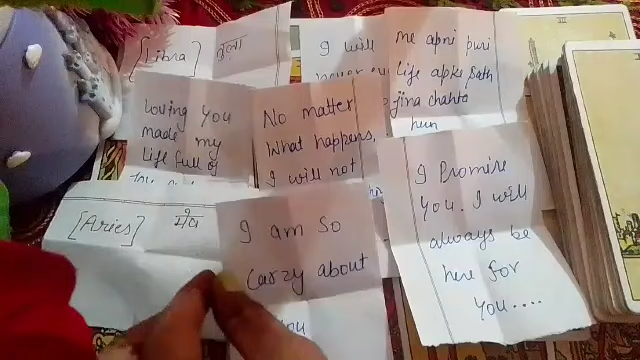 [Libra] तुला
I will
never
me apni puri
life apke sath
jina chahta
hun
loving you
made my
life full of
No matter
What happens,
I will not
[Aries] मेष
I am So
Carzy about
you
I Promise
You. I will
always be
here for
you....